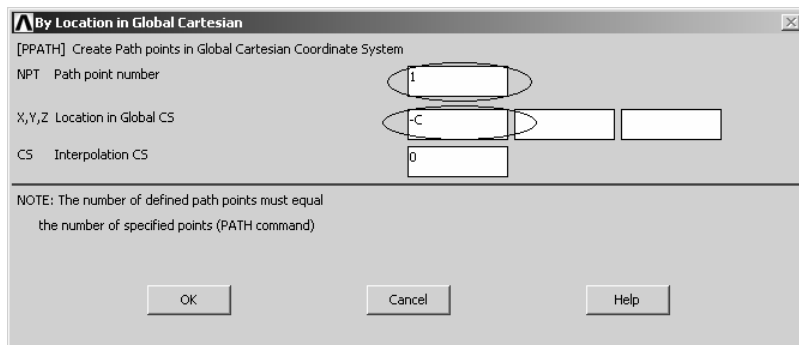 By Location in Global Cartesian
[PPATH] Create Path points in Global Cartesian Coordinate System
NPT Path point number 1
X,Y,Z Location in Global CS -C
CS Interpolation CS 0
NOTE: The number of defined path points must equal
the number of specified points (PATH command)
OK Cancel Help